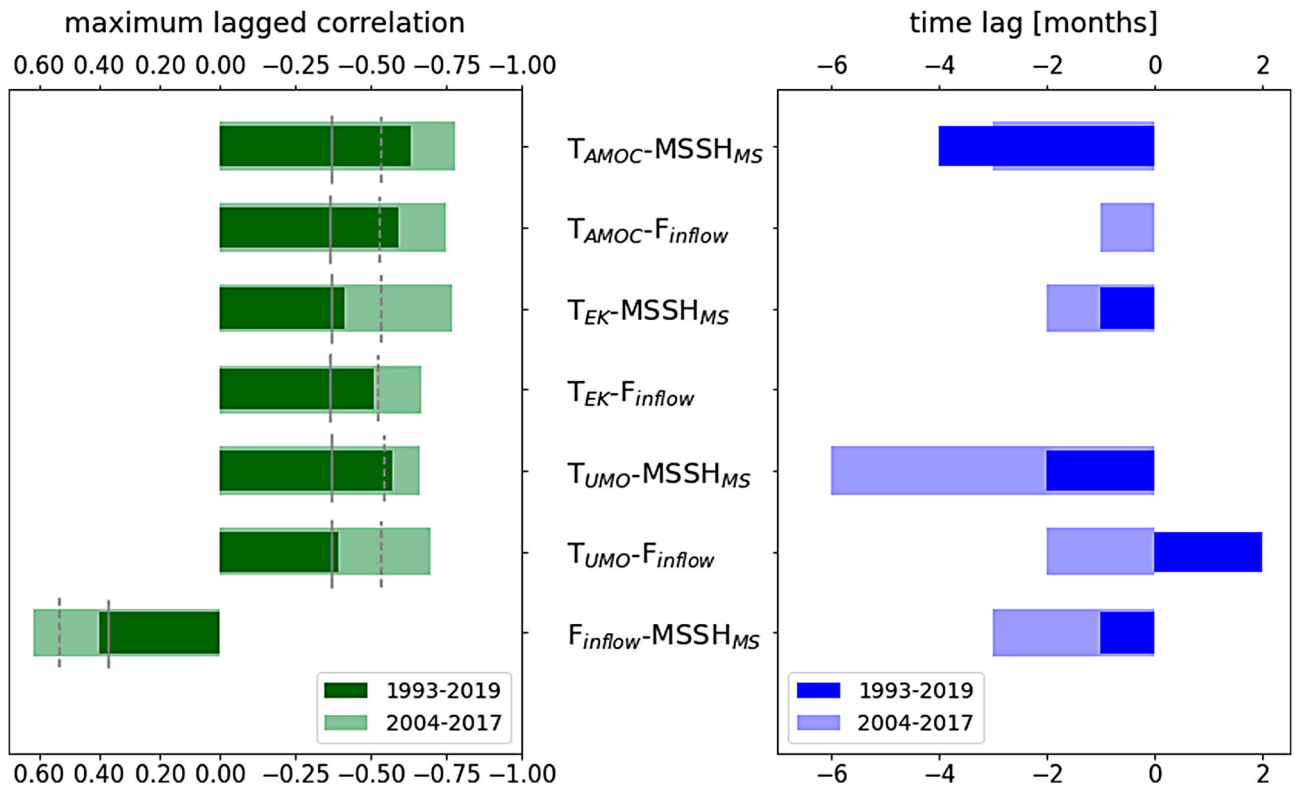 maximum lagged correlation
time lag [months]
0.60 0.40 0.20 0.00 −0.25 −0.50 −0.75 −1.00
−6 −4 −2 0 2
T_AMOC-MSSH_MS
T_AMOC-F_inflow
T_EK-MSSH_MS
T_EK-F_inflow
T_UMO-MSSH_MS
T_UMO-F_inflow
F_inflow-MSSH_MS
1993-2019
2004-2017
1993-2019
2004-2017
0.60 0.40 0.20 0.00 −0.25 −0.50 −0.75 −1.00
−6 −4 −2 0 2